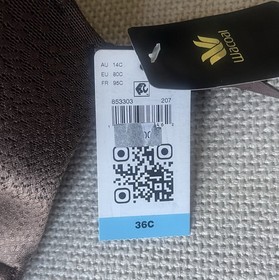 AU 14C
EU 80C
FR 95C
853303 207
36C
Wacoal